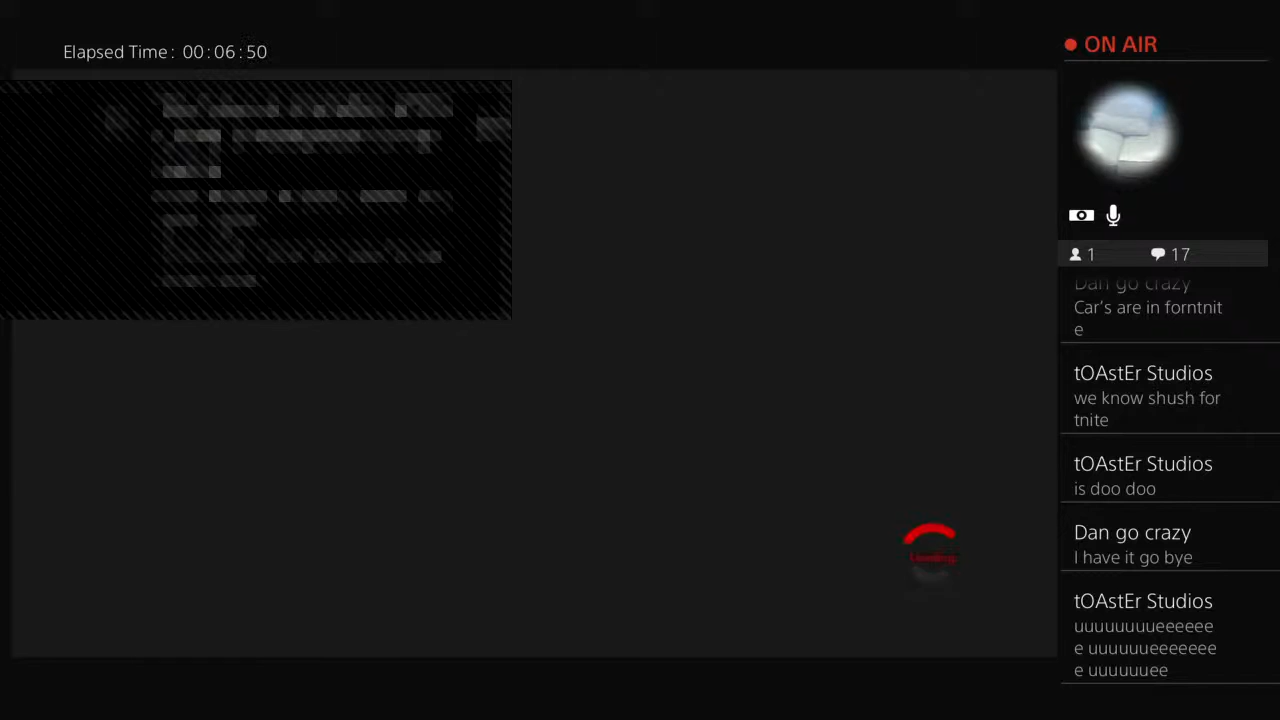 Elapsed Time: 00:06:50
ON AIR
1
17
Dan go crazy
Car's are in forntnit
e
tOAstEr Studios
we know shush for
tnite
tOAstEr Studios
is doo doo
Dan go crazy
I have it go bye
Loading
tOAstEr Studios
uuuuuuuueeeeee
e uuuuuueeeeeee
e uuuuuuee